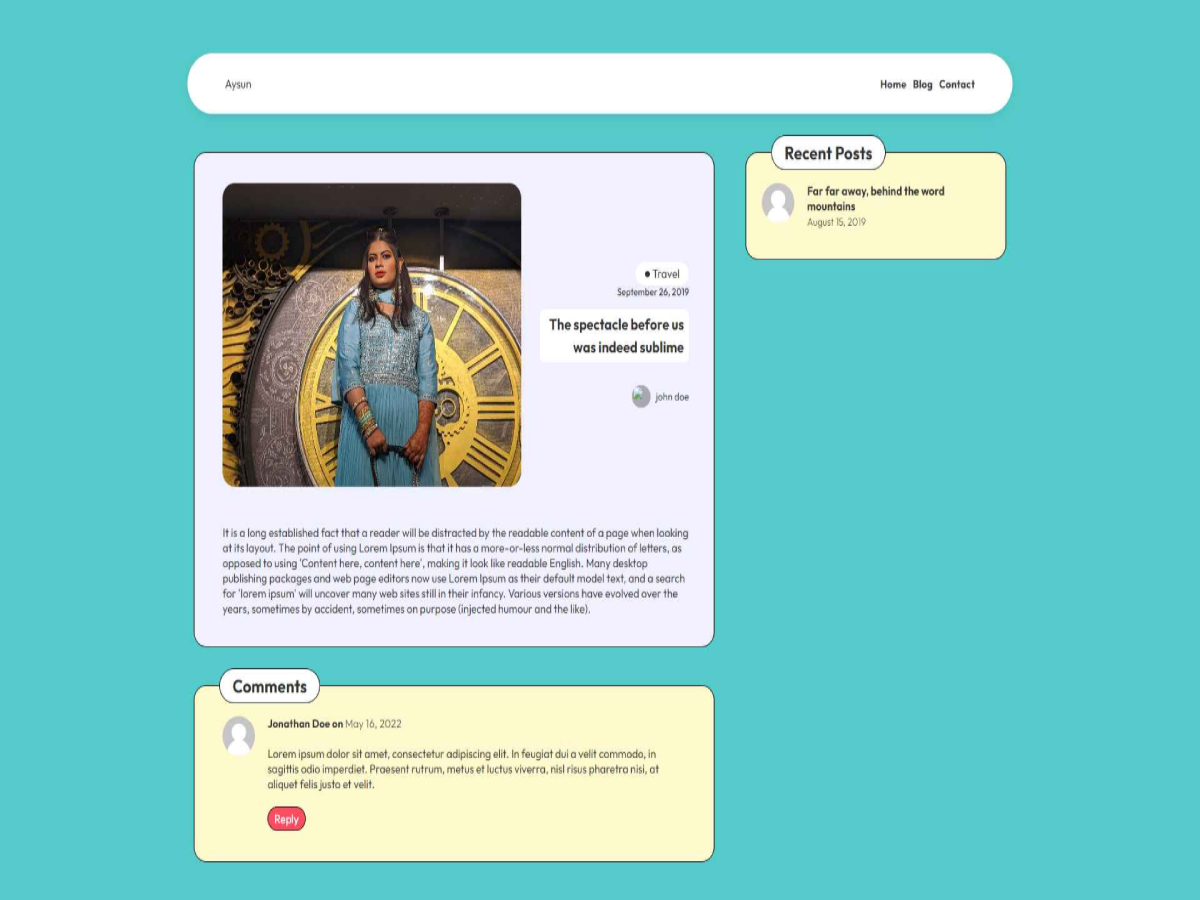 Aysun
Home Blog Contact
Travel
September 26, 2019
The spectacle before us
was indeed sublime
john doe
It is a long established fact that a reader will be distracted by the readable content of a page when looking
at its layout. The point of using Lorem Ipsum is that it has a more-or-less normal distribution of letters, as
opposed to using 'Content here, content here', making it look like readable English. Many desktop
publishing packages and web page editors now use Lorem Ipsum as their default model text, and a search
for 'lorem ipsum' will uncover many web sites still in their infancy. Various versions have evolved over the
years, sometimes by accident, sometimes on purpose (injected humour and the like).
Comments
Jonathan Doe on May 16, 2022
Lorem ipsum dolor sit amet, consectetur adipiscing elit. In feugiat dui a velit commodo, in
sagittis odio imperdiet. Praesent rutrum, metus et luctus viverra, nisl risus pharetra nisi, at
aliquet felis justo et velit.
Reply
Recent Posts
Far far away, behind the word
mountains
August 15, 2019